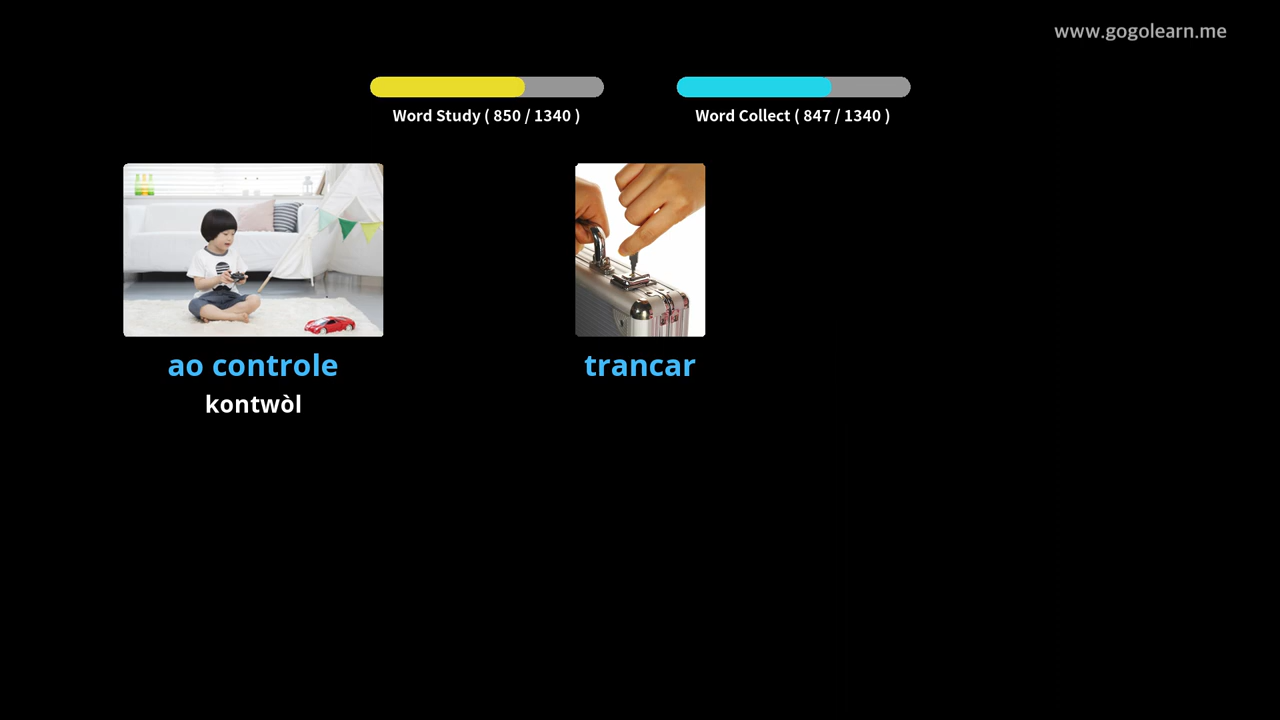 www.gogolearn.me
Word Study ( 850 / 1340 )
Word Collect ( 847 / 1340 )
ao controle
kontwòl
trancar